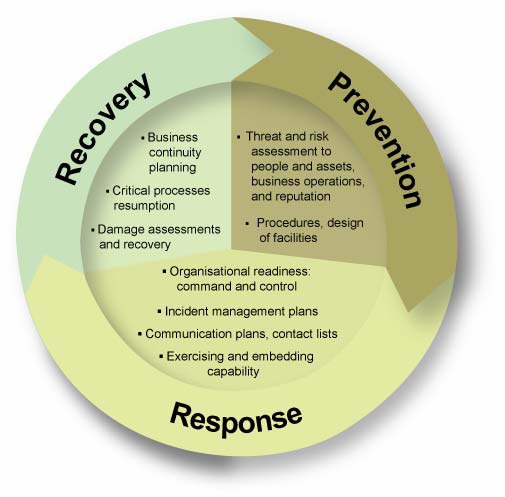 Recovery
▪ Business
continuity
planning
▪ Critical processes
resumption
▪ Damage assessments
and recovery
Prevention
▪ Threat and risk
assessment to
people and assets,
business operations,
and reputation
▪ Procedures, design
of facilities
▪ Organisational readiness:
command and control
▪ Incident management plans
▪ Communication plans, contact lists
▪ Exercising and embedding
capability
Response